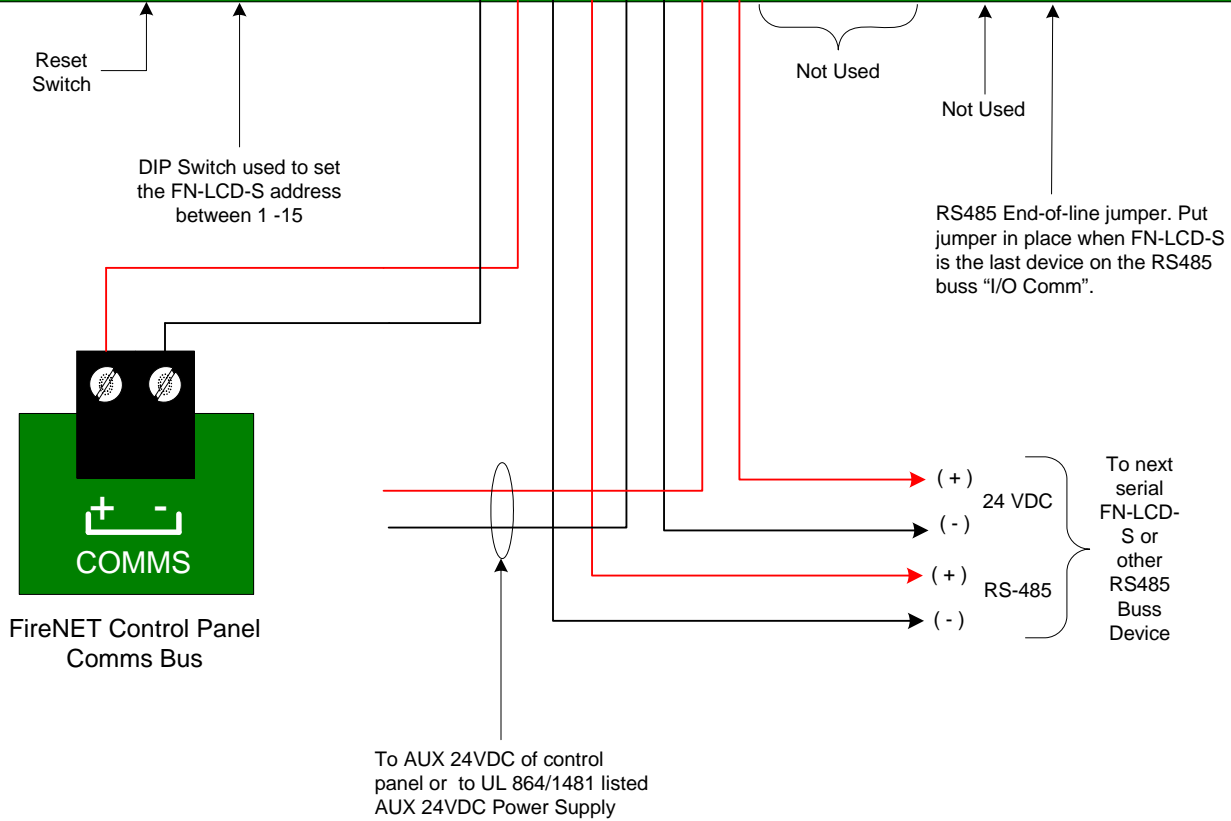 Reset
Switch
Not Used
Not Used
DIP Switch used to set
the FN-LCD-S address
between 1 -15
RS485 End-of-line jumper. Put
jumper in place when FN-LCD-S
is the last device on the RS485
buss “I/O Comm”.
+ -
COMMS
FireNET Control Panel
Comms Bus
(+)
24 VDC
(-)
(+)
RS-485
(-)
To next
serial
FN-LCD-
S or
other
RS485
Buss
Device
To AUX 24VDC of control
panel or to UL 864/1481 listed
AUX 24VDC Power Supply